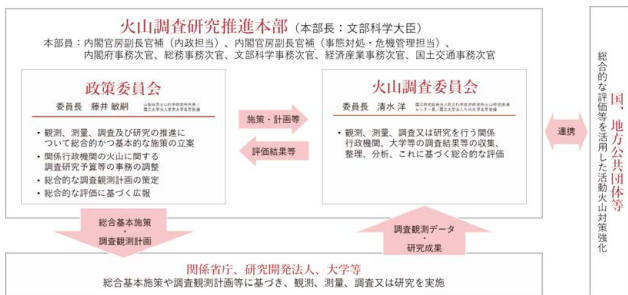 火山調査研究推進本部（本部長：文部科学大臣）
本部員：内閣官房副長官補（内政担当）、内閣官房副長官補（事態対処・危機管理担当）、
内閣府事務次官、総務事務次官、文部科学事務次官、経済産業事務次官、国土交通事務次官
政策委員会
委員長 藤井 敏嗣
・観測、測量、調査及び研究の推進に
ついて総合的かつ基本的な施策の立案
・関係行政機関の火山に関する
調査研究予算等の事務の調整
・総合的な調査観測計画の策定
・総合的な評価に基づく広報
施策・計画等
評価結果等
火山調査委員会
委員長 清水 洋
・観測、測量、調査又は研究を行う関係
行政機関、大学等の調査結果等の収集、
整理、分析、これに基づく総合的な評価
連携
国、地方公共団体等
総合的な評価等を活用した活動火山対策強化
総合基本施策
・
調査観測計画
調査観測データ
・
研究成果
関係省庁、研究開発法人、大学等
総合基本施策や調査観測計画等に基づき、観測、測量、調査又は研究を実施